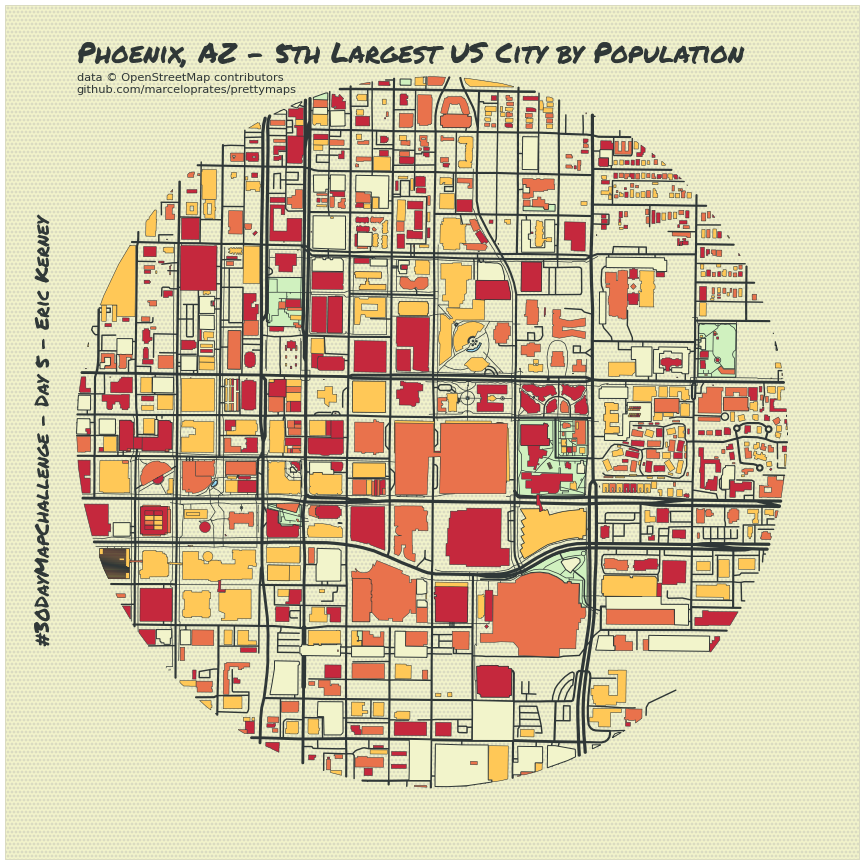 Phoenix, AZ - 5th Largest US City by Population
data © OpenStreetMap contributors
github.com/marceloprates/prettymaps
#30DayMapChallenge - Day 5 - Eric Kerney